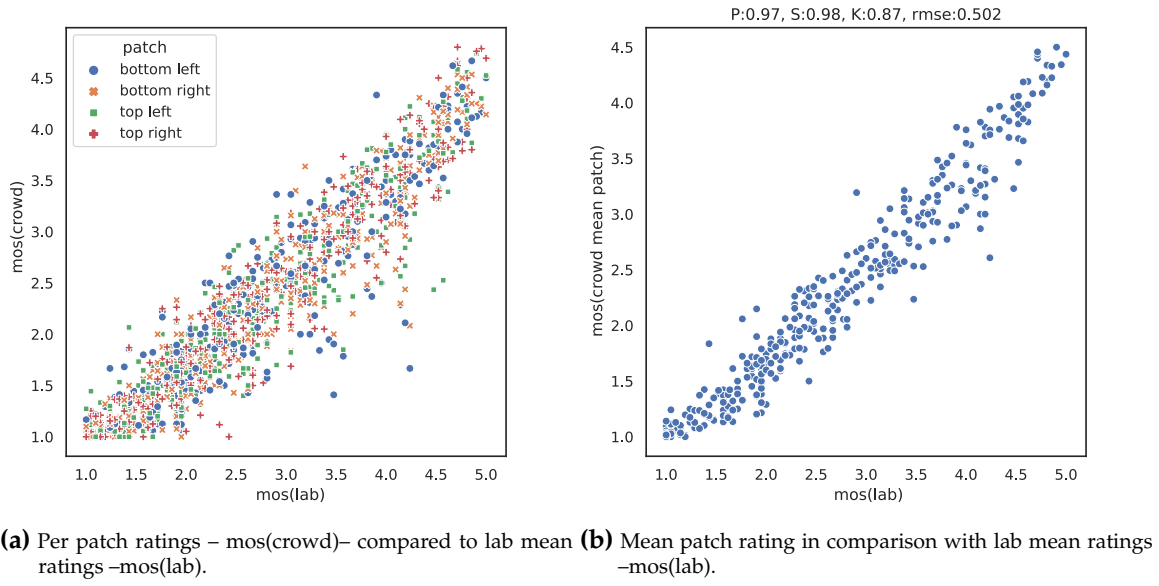 patch
bottom left
bottom right
top left
top right
4.5
4.0
3.5
3.0
2.5
2.0
1.5
1.0
mos(crowd)
1.0 1.5 2.0 2.5 3.0 3.5 4.0 4.5 5.0
mos(lab)
P:0.97, S:0.98, K:0.87, rmse:0.502
4.5
4.0
3.5
3.0
2.5
2.0
1.5
1.0
mos(crowd mean patch)
1.0 1.5 2.0 2.5 3.0 3.5 4.0 4.5 5.0
mos(lab)
(a) Per patch ratings – mos(crowd)– compared to lab mean
ratings –mos(lab).
(b) Mean patch rating in comparison with lab mean ratings
–mos(lab).